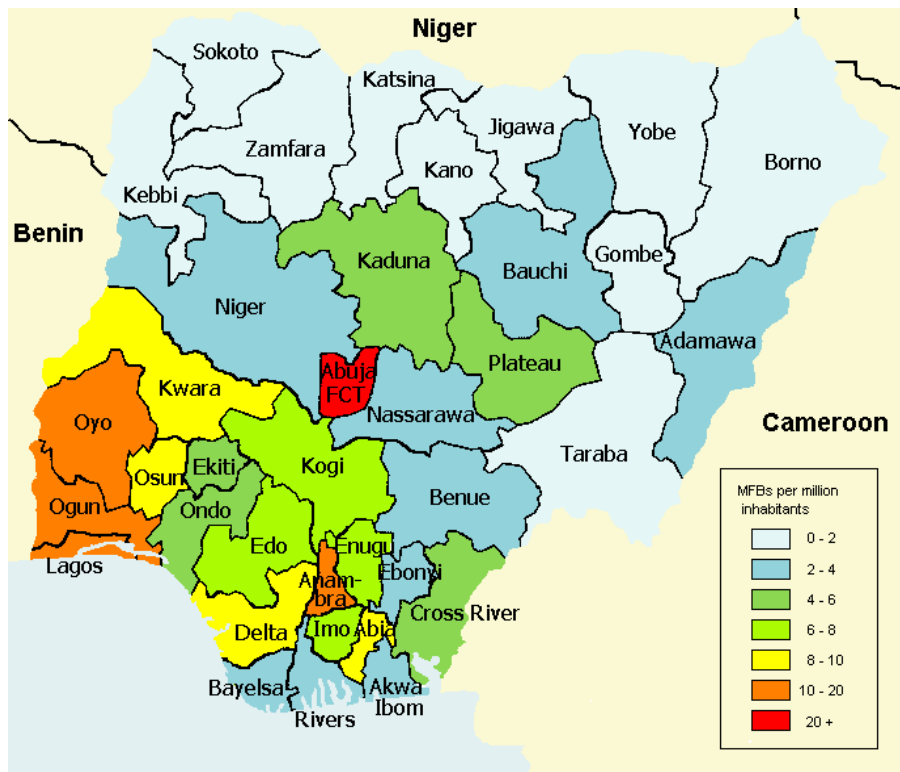 Niger
Sokoto
Katsina
Jigawa
Yobe
Zamfara
Kano
Borno
Kebbi
Benin
Kaduna
Bauchi
Gombe
Niger
Adamawa
Abuja
FCT
Plateau
Kwara
Nassarawa
Oyo
Cameroon
Taraba
Osun
Ekiti
Kogi
Benue
Ogun
Ondo
Edo
Enugu
Lagos
Anam-
bra
Ebonyi
Cross River
Delta
Imo
Abia
Bayelsa
Akwa
Ibom
Rivers
MFBs per million
inhabitants
0 - 2
2 - 4
4 - 6
6 - 8
8 - 10
10 - 20
20 +